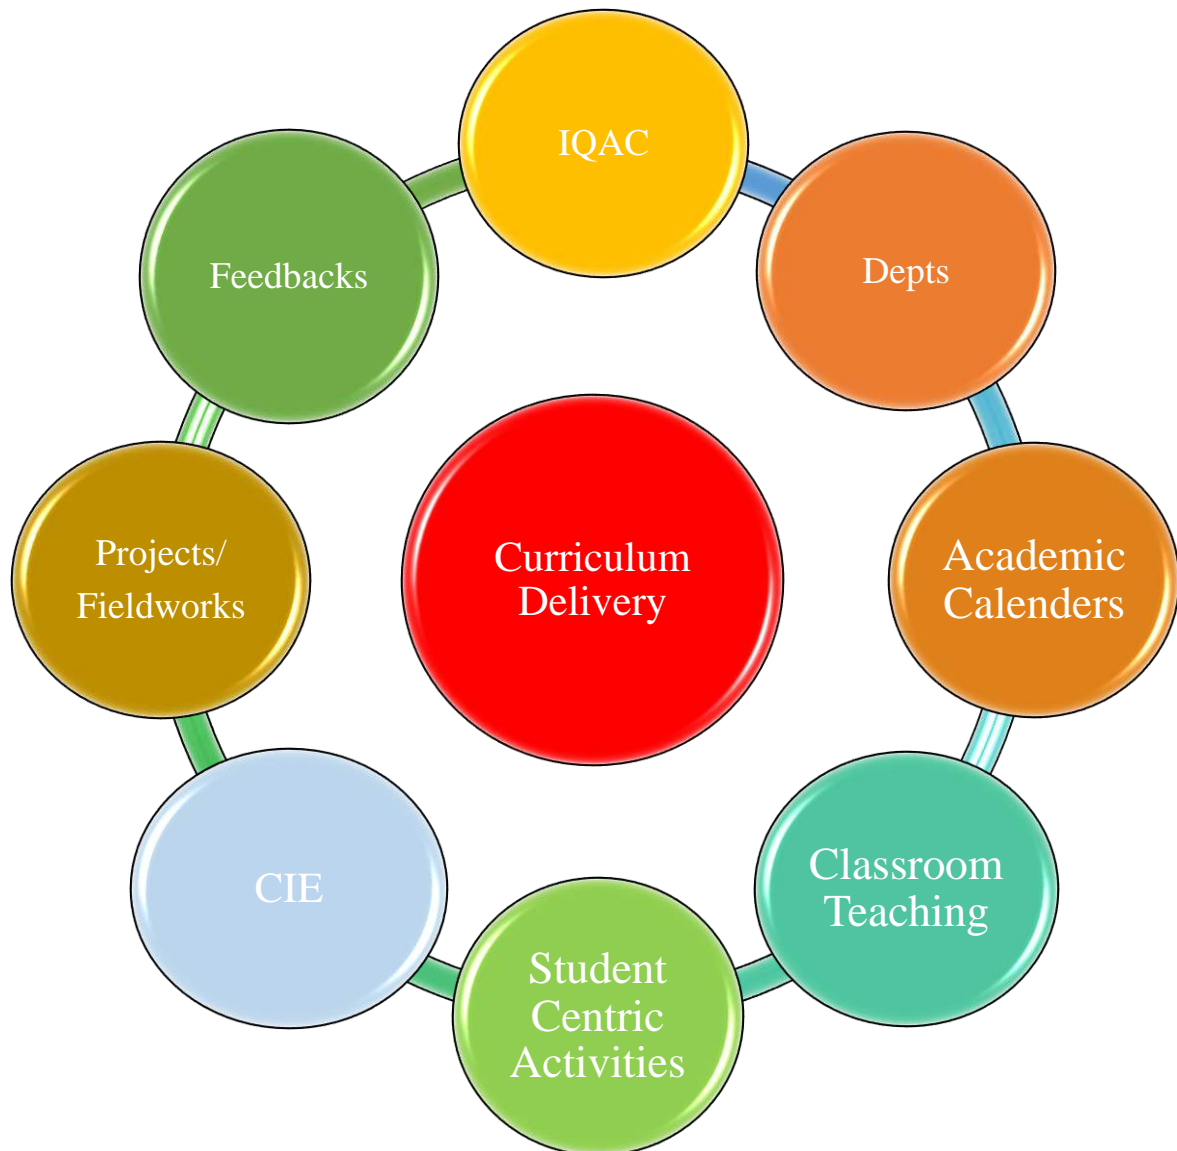 IQAC
Depts
Academic
Calenders
Classroom
Teaching
Student
Centric
Activities
CIE
Projects/
Fieldworks
Feedbacks
Curriculum
Delivery